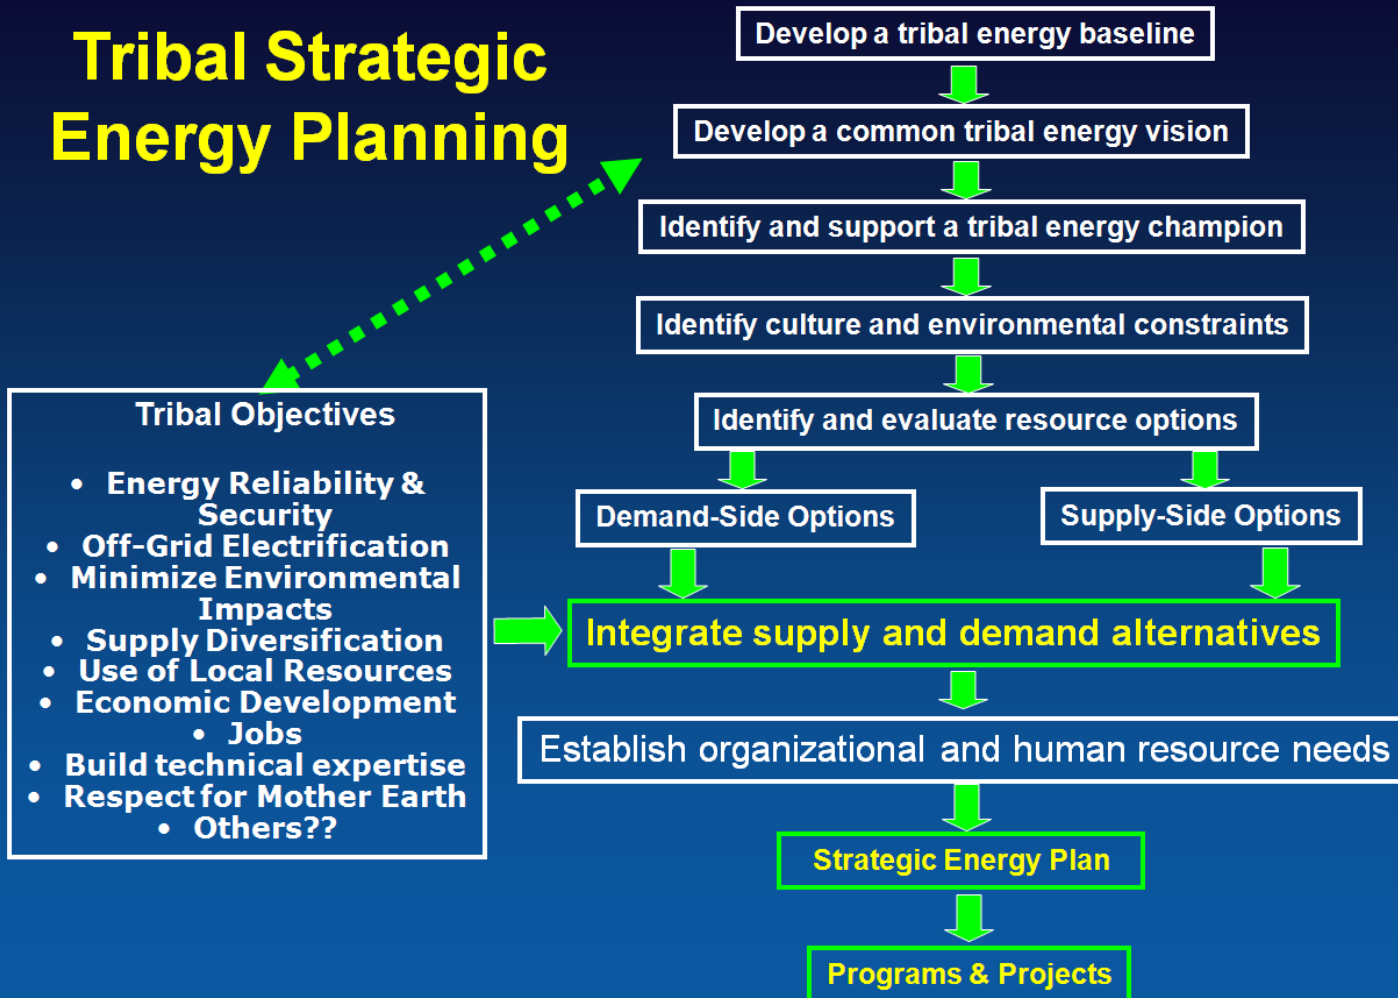 Tribal Strategic
Energy Planning
Develop a tribal energy baseline
Develop a common tribal energy vision
Identify and support a tribal energy champion
Identify culture and environmental constraints
Identify and evaluate resource options
Demand-Side Options
Supply-Side Options
Integrate supply and demand alternatives
Establish organizational and human resource needs
Strategic Energy Plan
Programs & Projects
Tribal Objectives
• Energy Reliability &
Security
• Off-Grid Electrification
• Minimize Environmental
Impacts
• Supply Diversification
• Use of Local Resources
• Economic Development
• Jobs
• Build technical expertise
• Respect for Mother Earth
• Others??